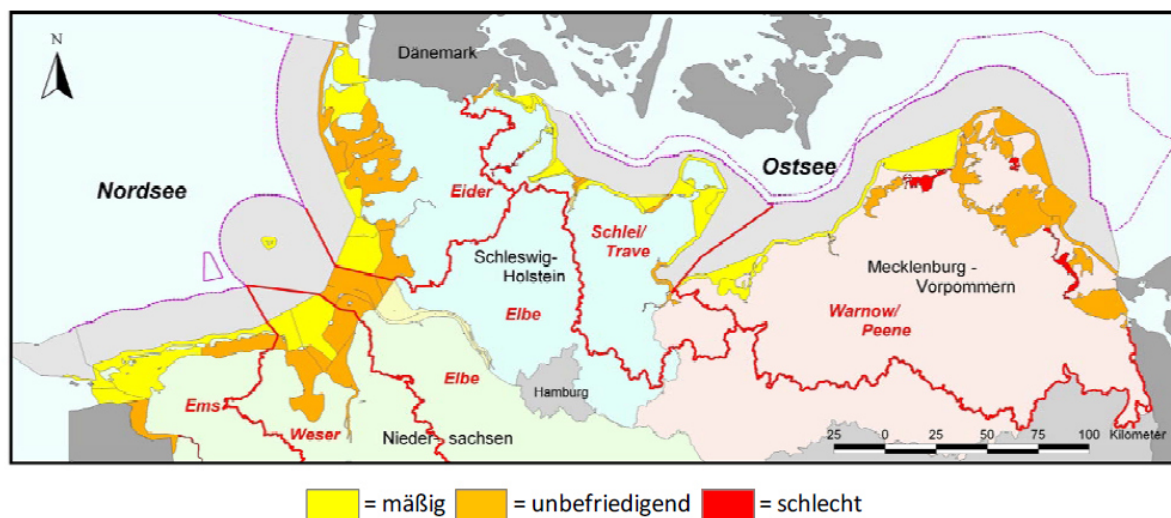 N
Dänemark
Nordsee
Ostsee
Eider
Schlei/
Trave
Schleswig-
Holstein
Mecklenburg -
Vorpommern
Elbe
Warnow/
Peene
Elbe
Hamburg
Ems
Weser
Nieder- sachsen
25 0 25 50 75 100 Kilometer
= mäßig = unbefriedigend = schlecht